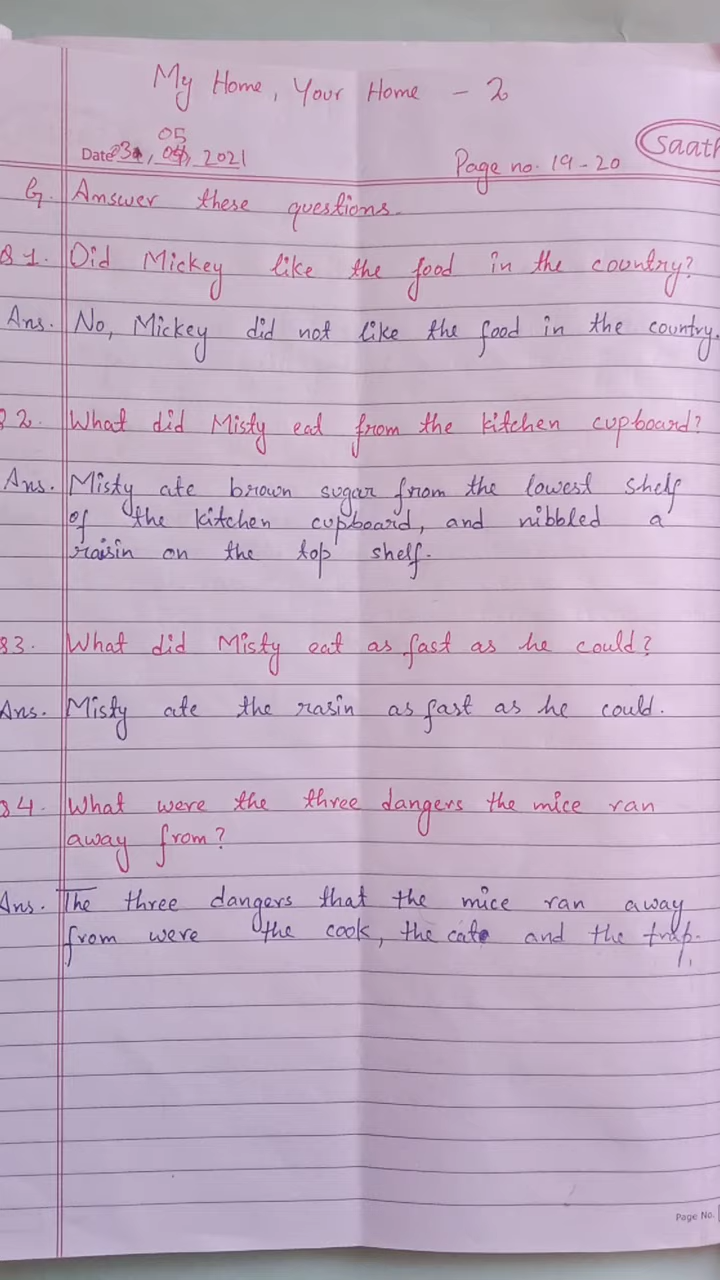 My Home, Your Home - 2
05
Date 03, 2021
Page no. 19-20
Saath
G. Answer these questions.
Q 1. Did Mickey like the food in the country?
Ans. No, Mickey did not like the food in the country.
Q 2. What did Misty eat from the kitchen cupboard?
Ans. Misty ate brown sugar from the lowest shelf
of the kitchen cupboard, and nibbled a
raisin on the top shelf.
Q3. What did Misty eat as fast as he could?
Ans. Misty ate the rasin as fast as he could.
Q4. What were the three dangers the mice ran
away from?
Ans. The three dangers that the mice ran away
from were the cook, the cat and the trap.
Page No.